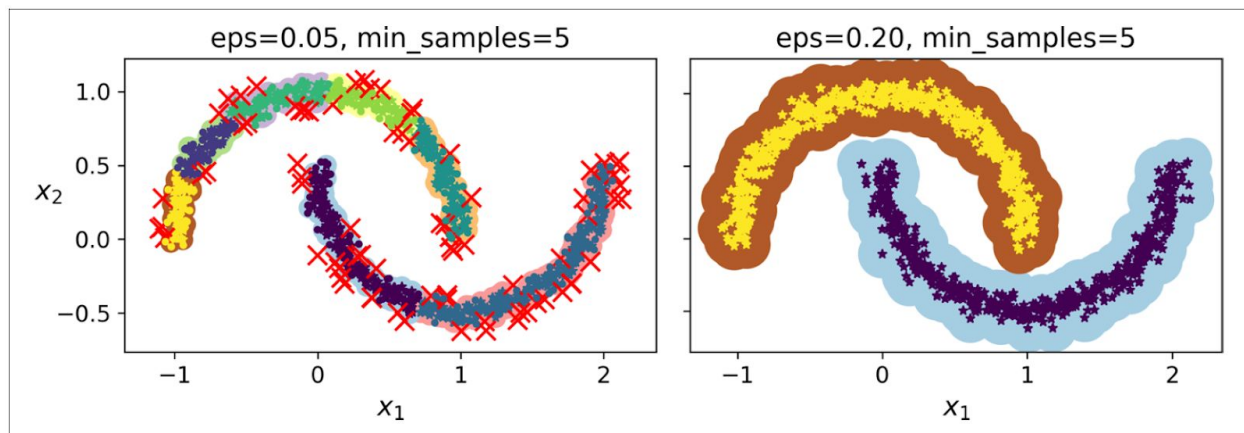 eps=0.05, min_samples=5
1.0
0.5
0.0
−0.5
x₂
−1
0
1
2
x₁
eps=0.20, min_samples=5
−1
0
1
2
x₁